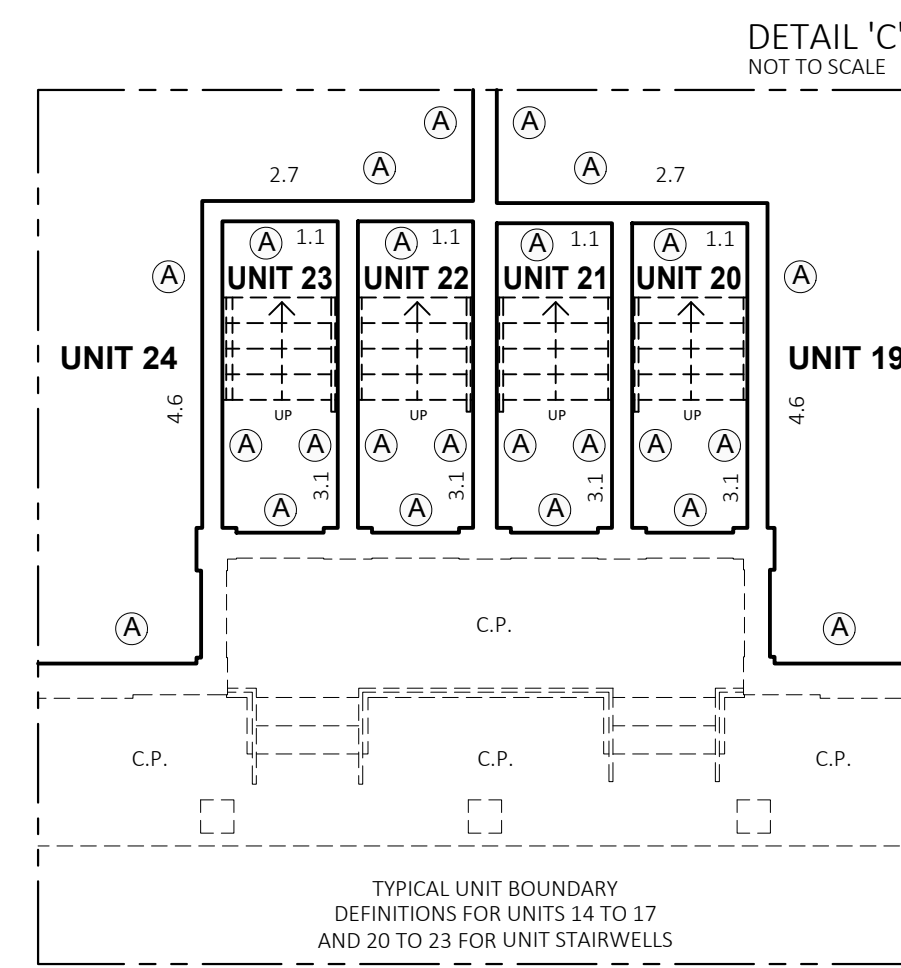 DETAIL 'C'
NOT TO SCALE
A A
2.7 A A 2.7
A 1.1 A 1.1 A 1.1 A 1.1
A UNIT 23 UNIT 22 UNIT 21 UNIT 20 A
UNIT 24 UNIT 19
4.6 4.6
UP UP UP UP
A A A A A A A A
3.1 3.1 3.1 3.1
A A A A
A C.P. A
C.P. C.P. C.P.
TYPICAL UNIT BOUNDARY
DEFINITIONS FOR UNITS 14 TO 17
AND 20 TO 23 FOR UNIT STAIRWELLS